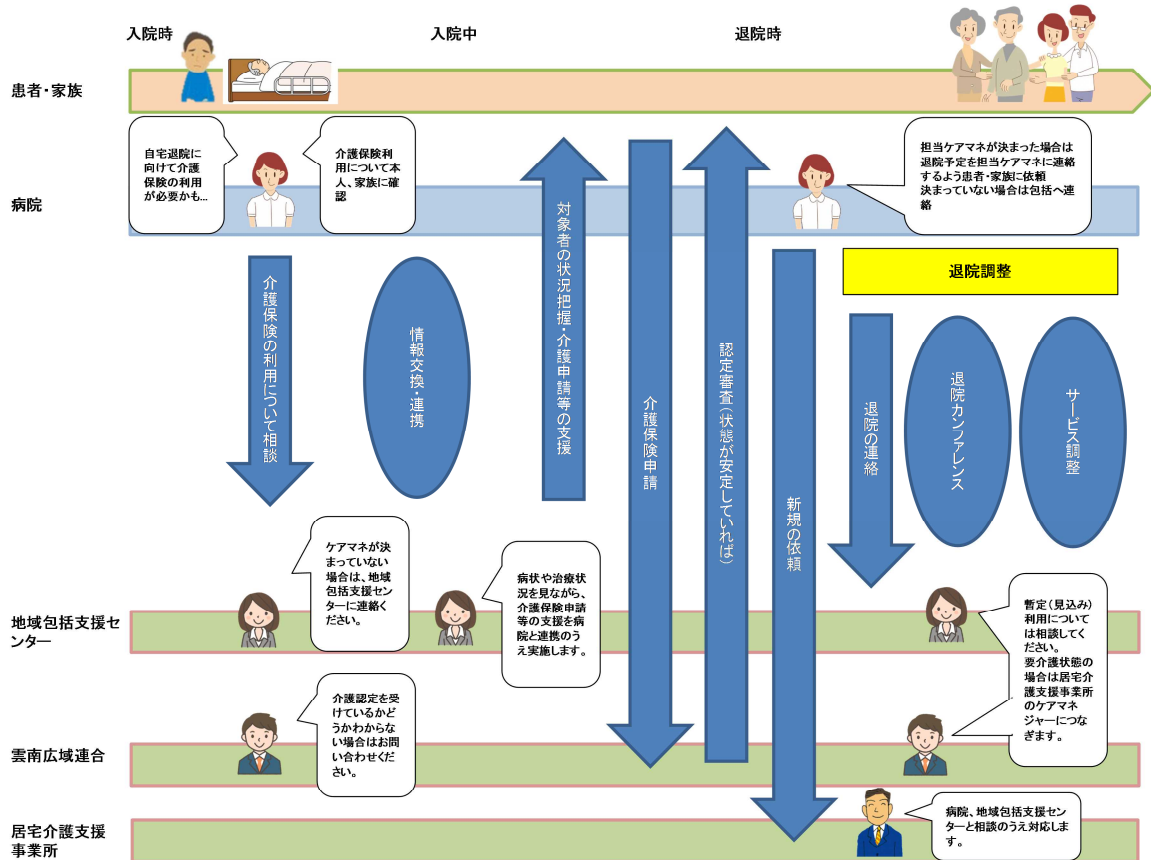 入院時
入院中
退院時
患者・家族
自宅退院に
向けて介護
保険の利用
が必要かも...
介護保険利
用について本
人、家族に確
認
担当ケアマネが決まった場合は
退院予定を担当ケアマネに連絡
するよう患者・家族に依頼
決まっていない場合は包括へ連
絡
病院
退院調整
介護保険の利用について相談
情報交換・連携
対象者の状況把握・介護申請等の支援
介護保険申請
認定審査(状態が安定していれば)
新規の依頼
退院の連絡
退院カンファレンス
サービス調整
ケアマネが決
まっていない
場合は、地域
包括支援セン
ターに連絡く
ださい。
病状や治療状
況を見ながら、
介護保険申請
等の支援を病
院と連携のう
え実施します。
暫定(見込み)
利用について
は相談してく
ださい。
要介護状態の
場合は居宅介
護支援事業所
のケアマネ
ジャーにつな
ぎます。
地域包括支援セ
ンター
介護認定を受
けているかど
うかわからな
い場合はお問
い合わせくだ
さい。
雲南広域連合
病院、地域包括支援セン
ターと相談のうえ対応しま
す。
居宅介護支援
事業所